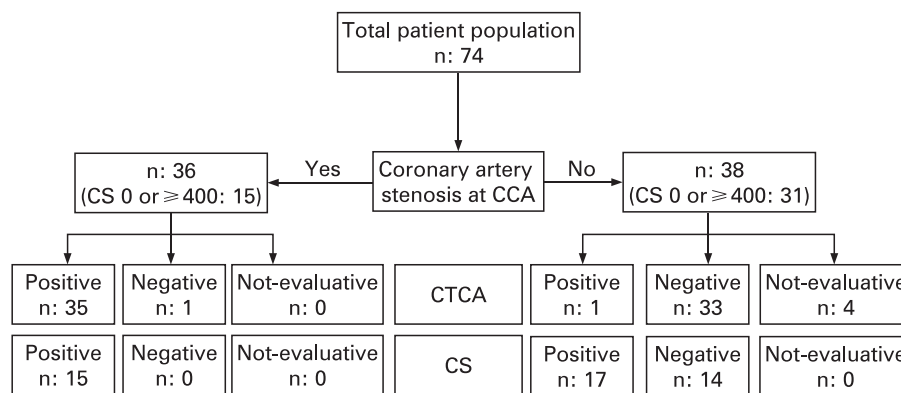 Total patient population
n: 74
n: 36
(CS 0 or ≥ 400: 15)
Yes
Coronary artery
stenosis at CCA
No
n: 38
(CS 0 or ≥ 400: 31)
Positive
n: 35
Negative
n: 1
Not-evaluative
n: 0
CTCA
Positive
n: 1
Negative
n: 33
Not-evaluative
n: 4
Positive
n: 15
Negative
n: 0
Not-evaluative
n: 0
CS
Positive
n: 17
Negative
n: 14
Not-evaluative
n: 0